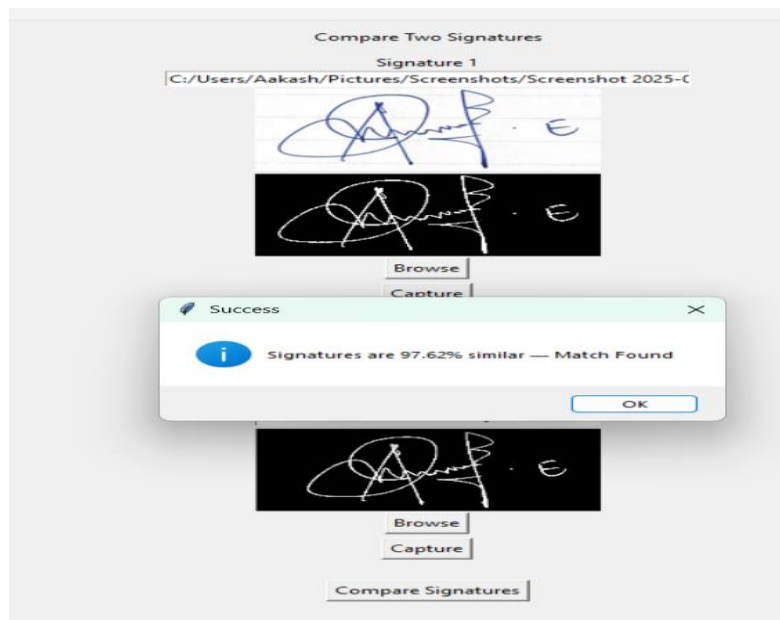 Compare Two Signatures
Signature 1
C:/Users/Aakash/Pictures/Screenshots/Screenshot 2025-0
. E
. E
Browse
Capture
Success
Signatures are 97.62% similar — Match Found
OK
. E
Browse
Capture
Compare Signatures